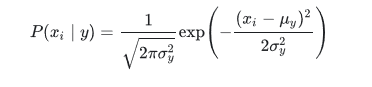 P(x_i | y) = \frac{1}{\sqrt{2\pi\sigma_y^2}} \exp\left(-\frac{(x_i - \mu_y)^2}{2\sigma_y^2}\right)